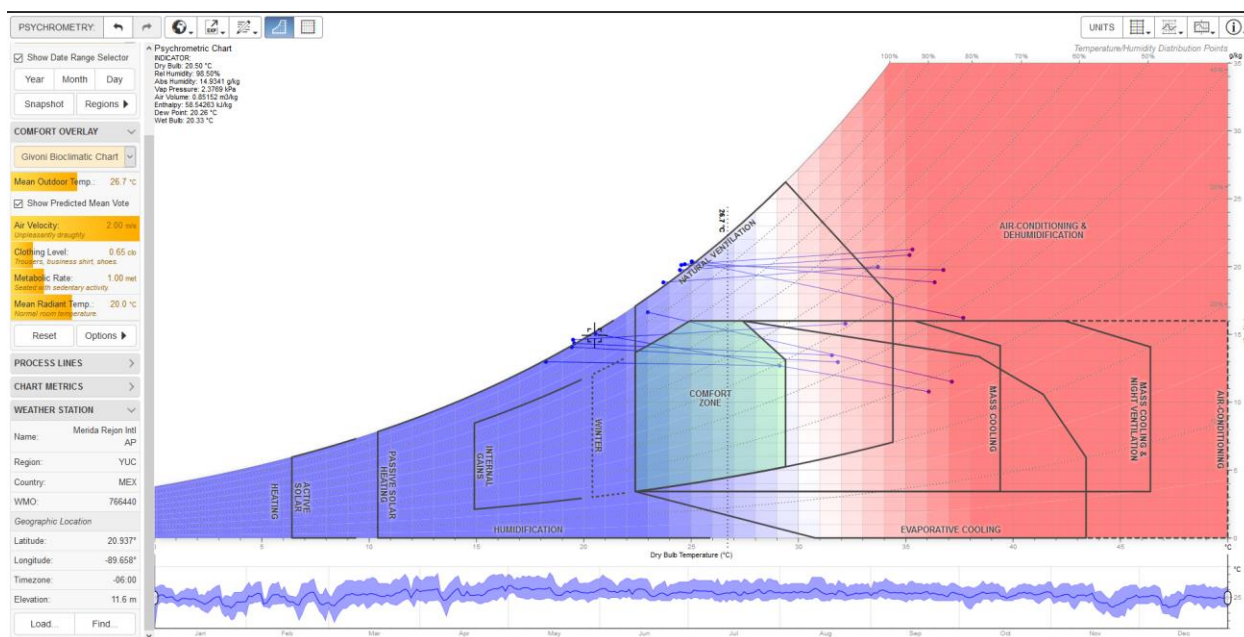 PSYCHROMETRY:
UNITS
Show Date Range Selector
Year Month Day
Snapshot Regions
COMFORT OVERLAY
Givoni Bioclimatic Chart
Mean Outdoor Temp.: 26.7 °C
Show Predicted Mean Vote
Air Velocity: 2.00 m/s
Unpleasantly draughty.
Clothing Level: 0.65 clo
Trousers, business shirt, shoes.
Metabolic Rate: 1.00 met
Seated with sedentary activity.
Mean Radiant Temp.: 20.0 °C
Normal room temperature.
Reset Options
PROCESS LINES
CHART METRICS
WEATHER STATION
Name: Merida Rejon Intl
AP
Region: YUC
Country: MEX
WMO: 766440
Geographic Location
Latitude: 20.937°
Longitude: -89.658°
Timezone: -06:00
Elevation: 11.6 m
Load... Find...
Psychrometric Chart
INDICATOR:
Dry Bulb: 20.50 °C
Rel Humidity: 98.50%
Abs Humidity: 14.9341 g/kg
Vap Pressure: 2.3769 kPa
Air Volume: 0.85152 m3/kg
Enthalpy: 58.54263 kJ/kg
Dew Point: 20.26 °C
Wet Bulb: 20.33 °C
Temperature/Humidity Distribution Points
100% 90% 80% 70% 60% 50%
g/kg
35
30
25
20
15
10
5
0
26.7 °C
NATURAL VENTILATION
AIR-CONDITIONING &
DEHUMIDIFICATION
COMFORT
ZONE
WINTER
INTERNAL
GAINS
PASSIVE SOLAR
HEATING
ACTIVE
SOLAR
HEATING
HUMIDIFICATION
MASS COOLING
MASS COOLING &
NIGHT VENTILATION
AIR-CONDITIONING
EVAPORATIVE COOLING
5 10 15 20 25 30 35 40 45 °C
Dry Bulb Temperature (°C)
°C
25
Jan Feb Mar Apr May Jun Jul Aug Sep Oct Nov Dec